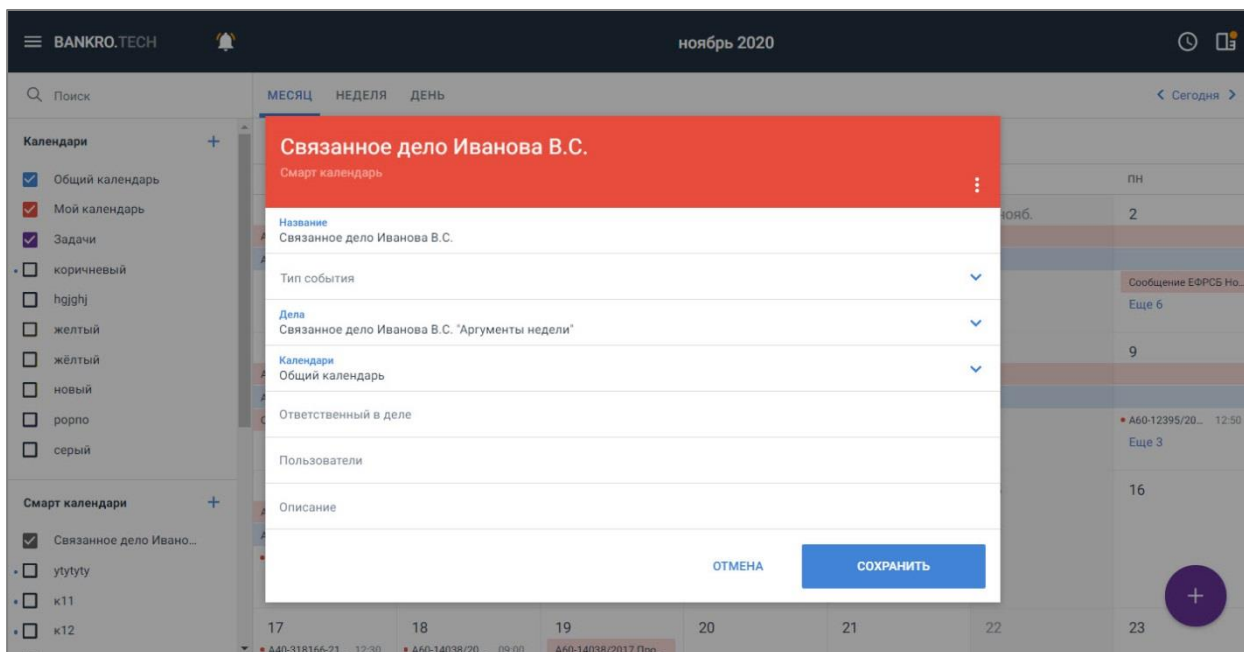 BANKRO.TECH
ноябрь 2020
Поиск
МЕСЯЦ НЕДЕЛЯ ДЕНЬ
Сегодня
Календари
Общий календарь
Мой календарь
Задачи
коричневый
hgjghj
желтый
жёлтый
новый
рорпо
серый
Смарт календари
Связанное дело Ивано...
ytytyty
к11
к12
Связанное дело Иванова В.С.
Смарт календарь
Название
Связанное дело Иванова В.С.
Тип события
Дела
Связанное дело Иванова В.С. "Аргументы недели"
Календари
Общий календарь
Ответственный в деле
Пользователи
Описание
ОТМЕНА СОХРАНИТЬ
ПН
нояб. 2
Сообщение ЕФРСБ Но...
Еще 6
9
А60-12395/20... 12:50
Еще 3
16
17 18 19 20 21 22 23
А40-318166-21 12:30 А60-14038/20 09:00 А60-14038/2017